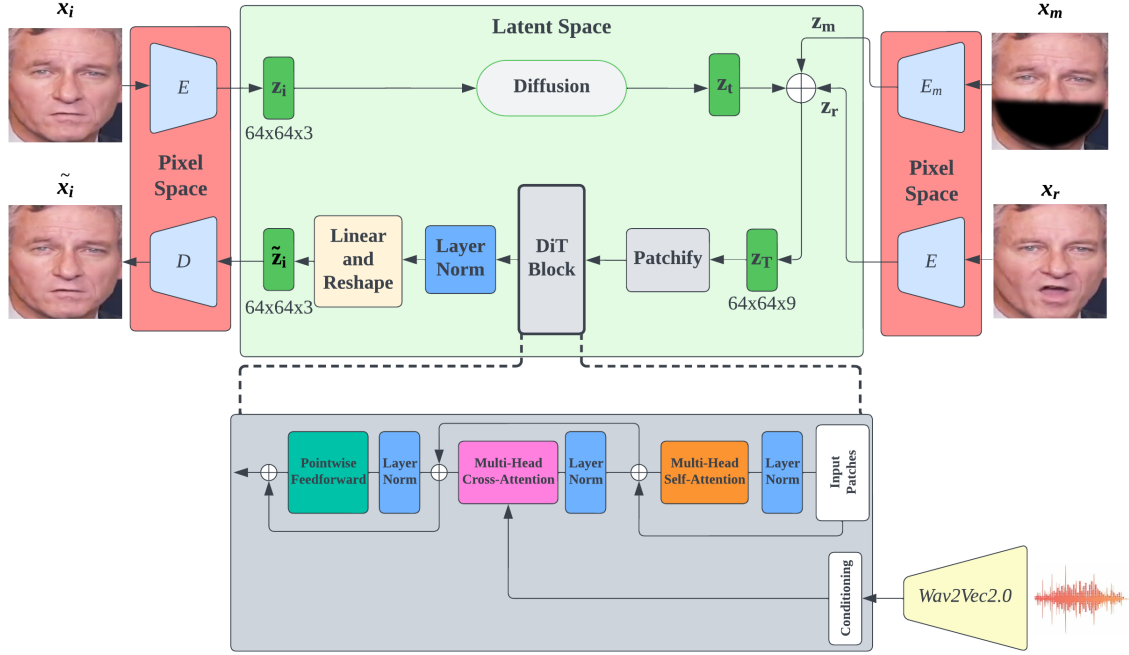 x_i
Pixel
Space
E
D
x̃_i
Latent Space
z_i
64x64x3
Diffusion
z_t
z_m
z_r
z̃_i
64x64x3
Linear
and
Reshape
Layer
Norm
DiT
Block
Patchify
z_T
64x64x9
x_m
E_m
Pixel
Space
E
x_r
Pointwise
Feedforward
Layer
Norm
Multi-Head
Cross-Attention
Layer
Norm
Multi-Head
Self-Attention
Layer
Norm
Input
Patches
Conditioning
Wav2Vec2.0